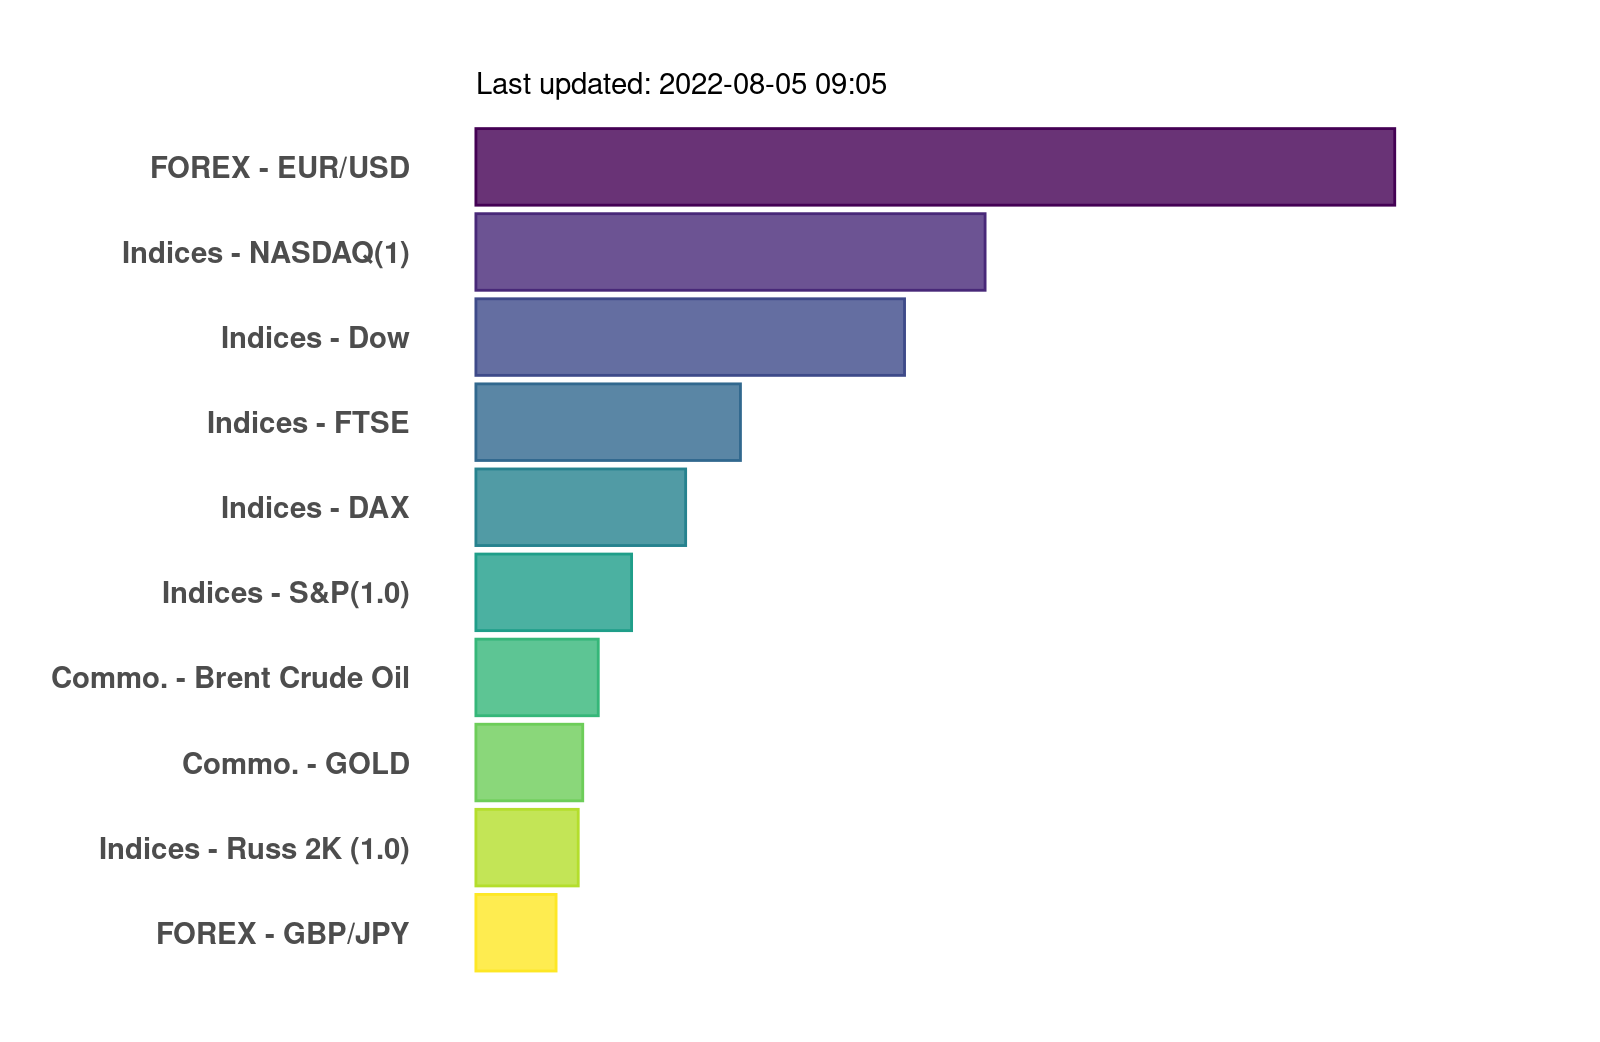 Last updated: 2022-08-05 09:05
FOREX - EUR/USD
Indices - NASDAQ(1)
Indices - Dow
Indices - FTSE
Indices - DAX
Indices - S&P(1.0)
Commo. - Brent Crude Oil
Commo. - GOLD
Indices - Russ 2K (1.0)
FOREX - GBP/JPY